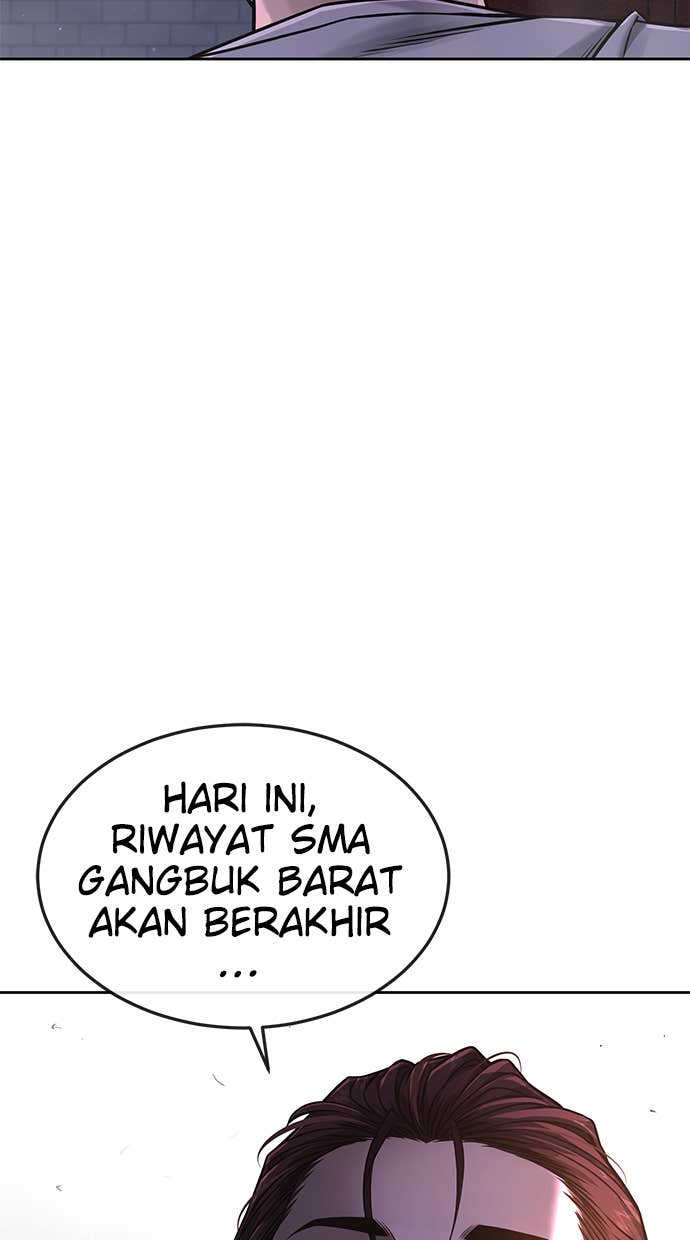 HARI INI,
RIWAYAT SMA
GANGBUK BARAT
AKAN BERAKHIR
...